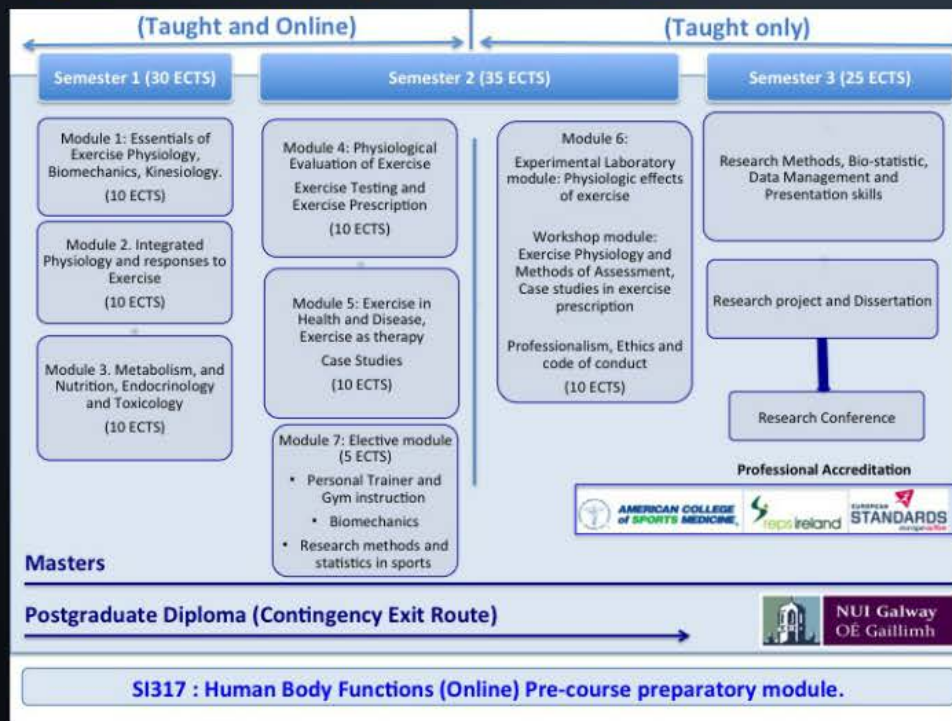 (Taught and Online)
(Taught only)
Semester 1 (30 ECTS)
Semester 2 (35 ECTS)
Semester 3 (25 ECTS)
Module 1: Essentials of
Exercise Physiology,
Biomechanics, Kinesiology.
(10 ECTS)
Module 2. Integrated
Physiology and responses to
Exercise
(10 ECTS)
Module 3. Metabolism, and
Nutrition, Endocrinology
and Toxicology
(10 ECTS)
Module 4: Physiological
Evaluation of Exercise
Exercise Testing and
Exercise Prescription
(10 ECTS)
Module 5: Exercise in
Health and Disease,
Exercise as therapy
Case Studies
(10 ECTS)
Module 7: Elective module
(5 ECTS)
• Personal Trainer and
Gym instruction
• Biomechanics
• Research methods and
statistics in sports
Module 6:
Experimental Laboratory
module: Physiologic effects
of exercise
Workshop module:
Exercise Physiology and
Methods of Assessment,
Case studies in exercise
prescription
Professionalism, Ethics and
code of conduct
(10 ECTS)
Research Methods, Bio-statistic,
Data Management and
Presentation skills
Research project and Dissertation
Research Conference
Professional Accreditation
AMERICAN COLLEGE
of SPORTS MEDICINE
reps ireland
EUROPEAN
STANDARDS
europeactive
Masters
Postgraduate Diploma (Contingency Exit Route)
NUI Galway
OÉ Gaillimh
SI317 : Human Body Functions (Online) Pre-course preparatory module.